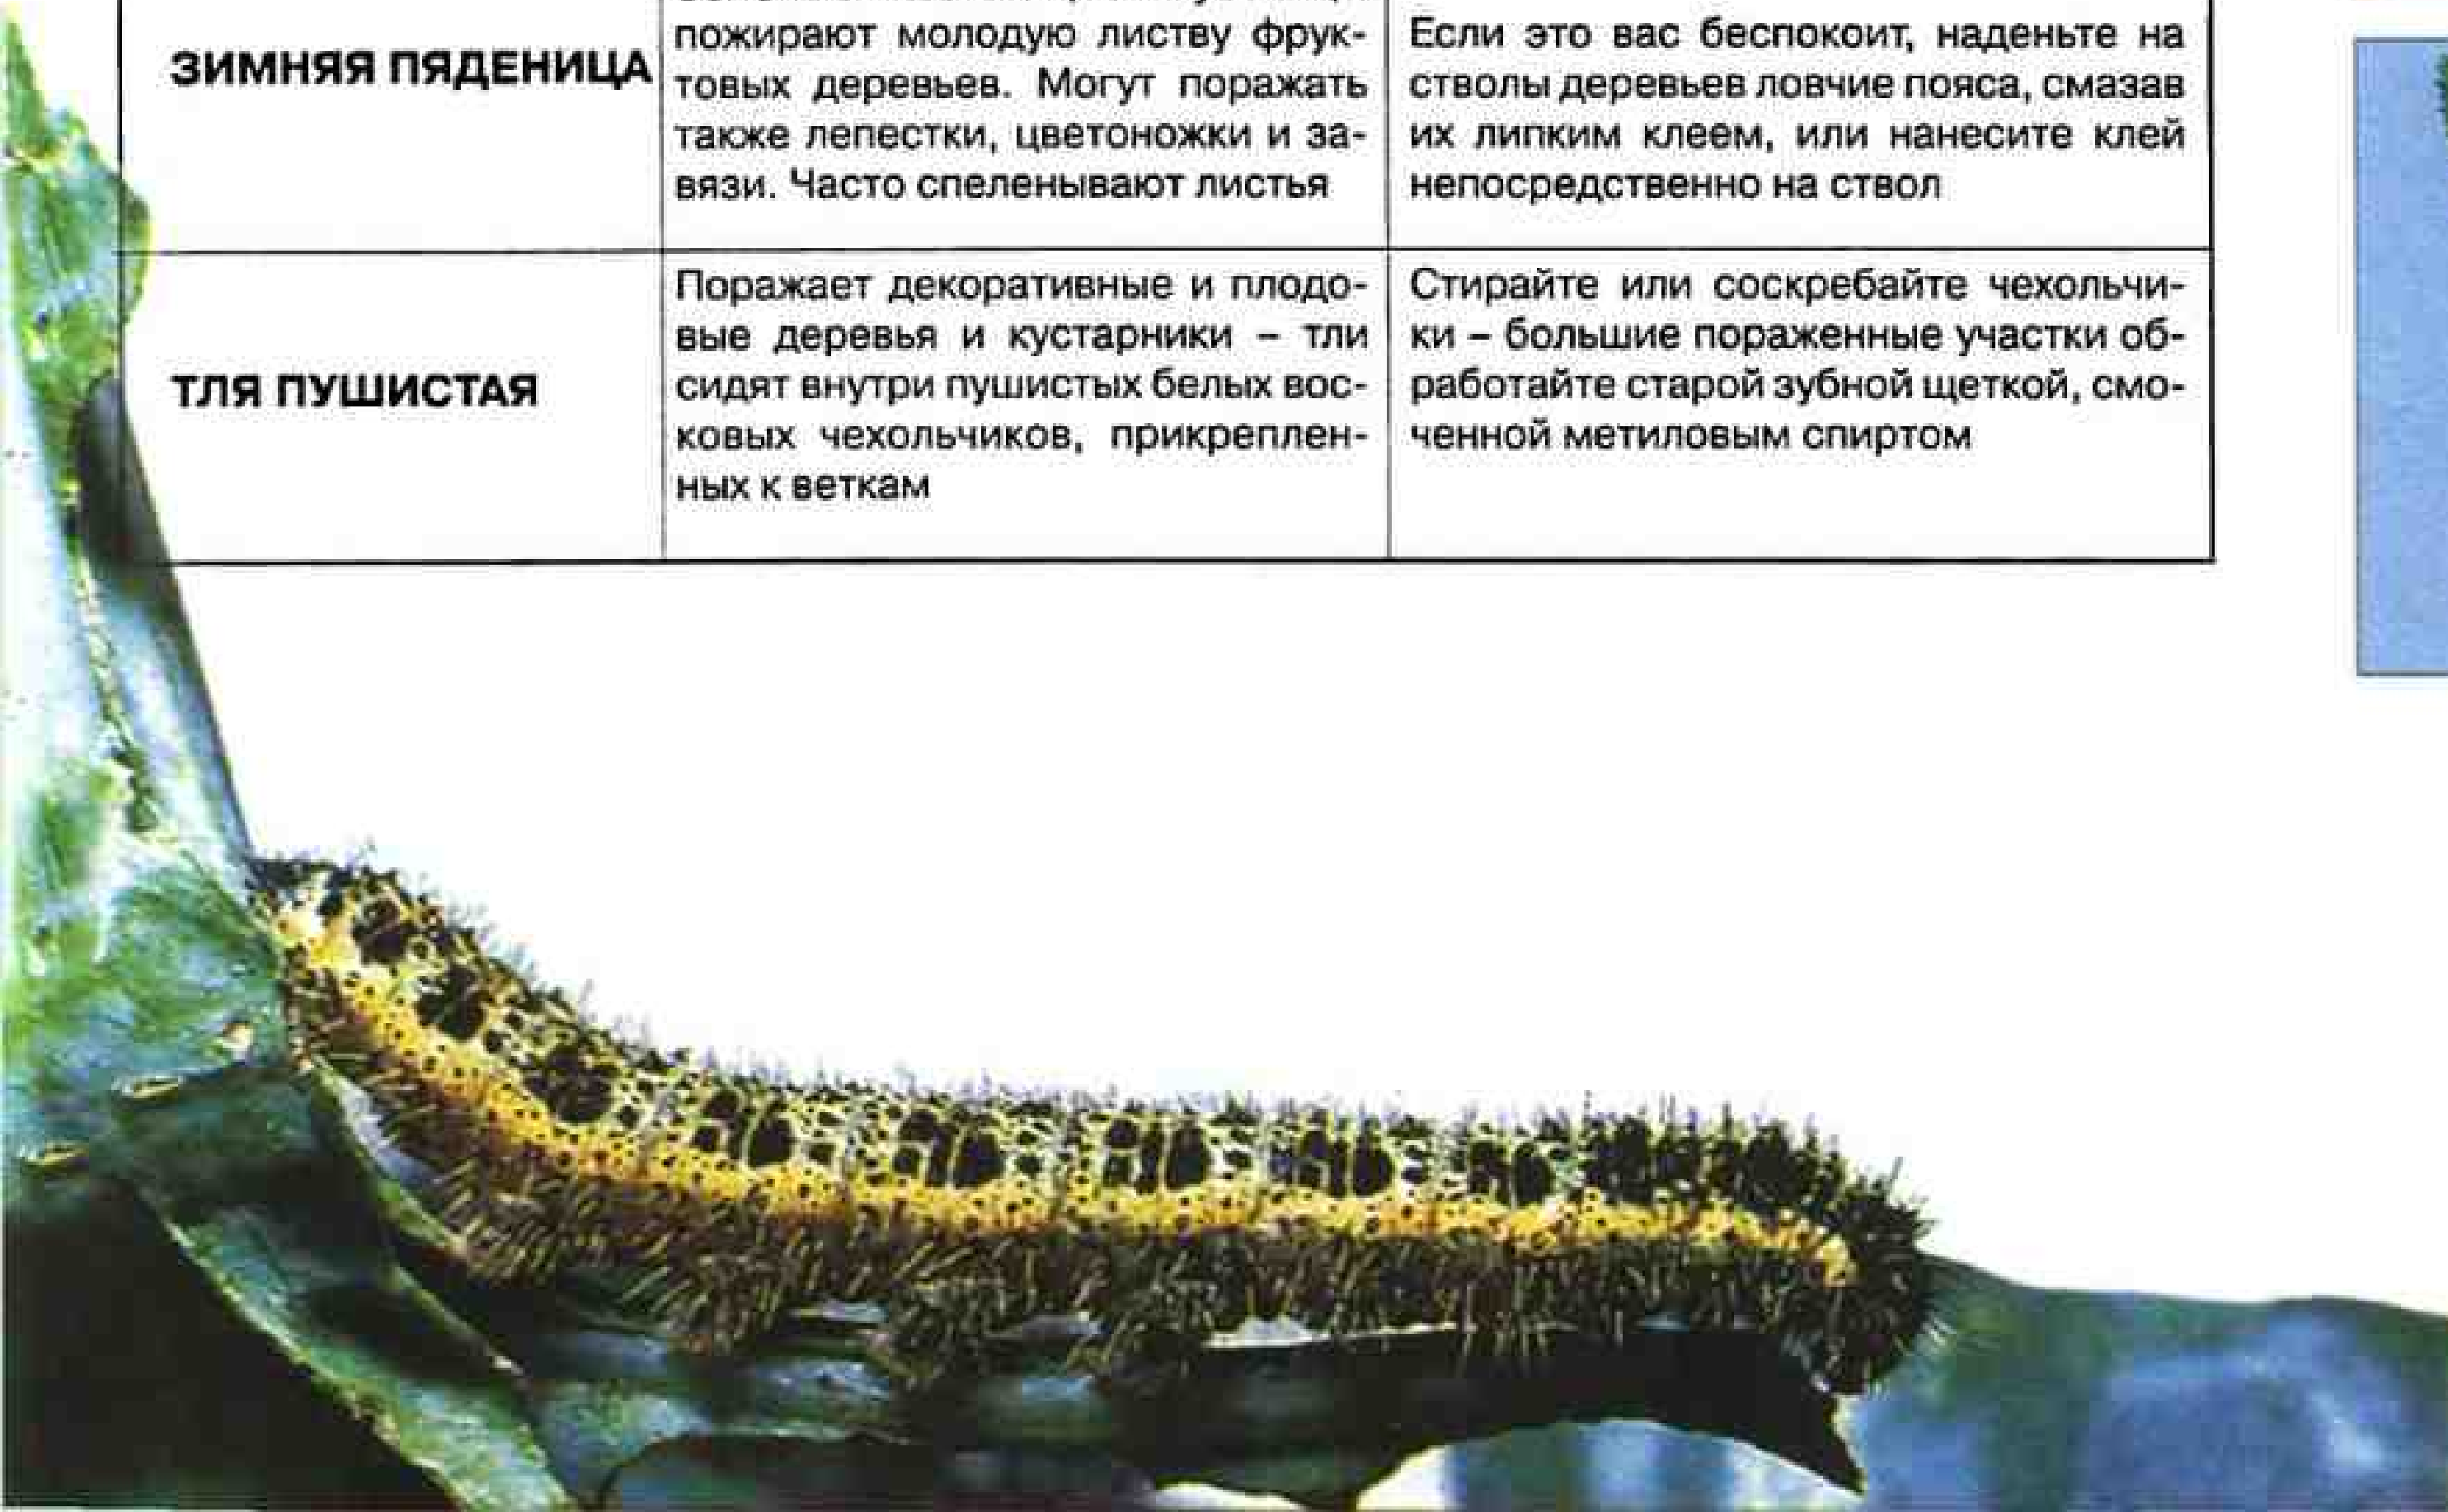 ЗИМНЯЯ ПЯДЕНИЦА
пожирают молодую листву фрук-
товых деревьев. Могут поражать
также лепестки, цветоножки и за-
вязи. Часто спеленывают листья
Если это вас беспокоит, наденьте на
стволы деревьев ловчие пояса, смазав
их липким клеем, или нанесите клей
непосредственно на ствол
ТЛЯ ПУШИСТАЯ
Поражает декоративные и плодо-
вые деревья и кустарники – тли
сидят внутри пушистых белых вос-
ковых чехольчиков, прикреплен-
ных к веткам
Стирайте или соскребайте чехольчи-
ки – большие пораженные участки об-
работайте старой зубной щеткой, смо-
ченной метиловым спиртом